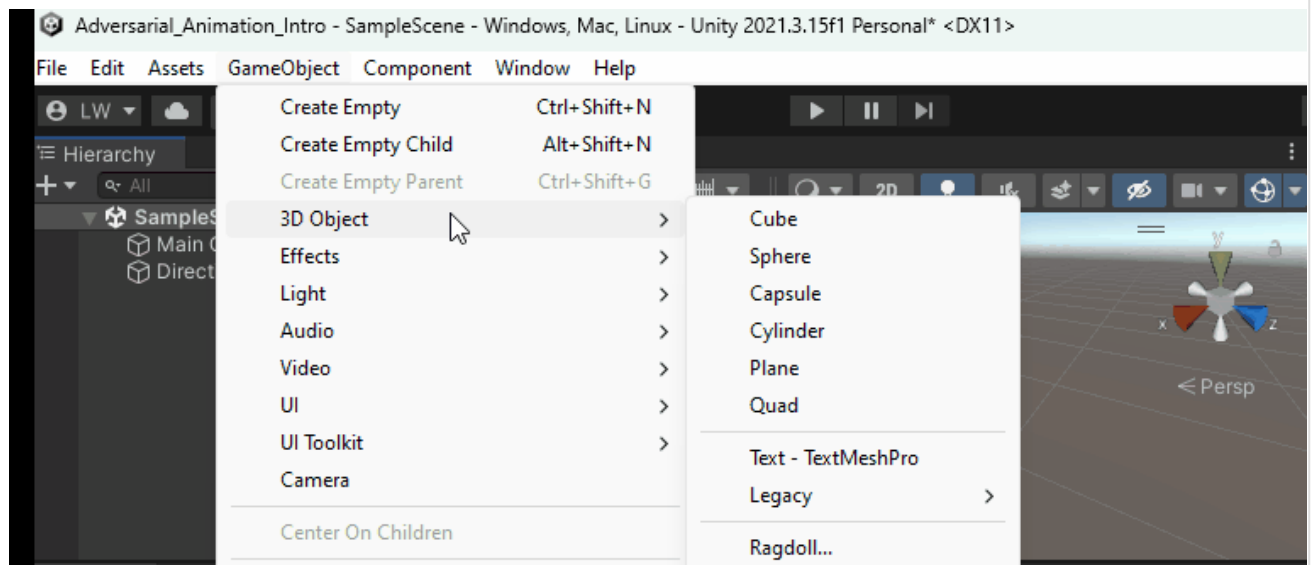 Adversarial_Animation_Intro - SampleScene - Windows, Mac, Linux - Unity 2021.3.15f1 Personal* <DX11>
File Edit Assets GameObject Component Window Help
LW
Hierarchy
All
SampleS
Main
Direct
Create Empty Ctrl+Shift+N
Create Empty Child Alt+Shift+N
Create Empty Parent Ctrl+Shift+G
3D Object
Effects
Light
Audio
Video
UI
UI Toolkit
Camera
Center On Children
Cube
Sphere
Capsule
Cylinder
Plane
Quad
Text - TextMeshPro
Legacy
Ragdoll...
2D
y
x
z
Persp